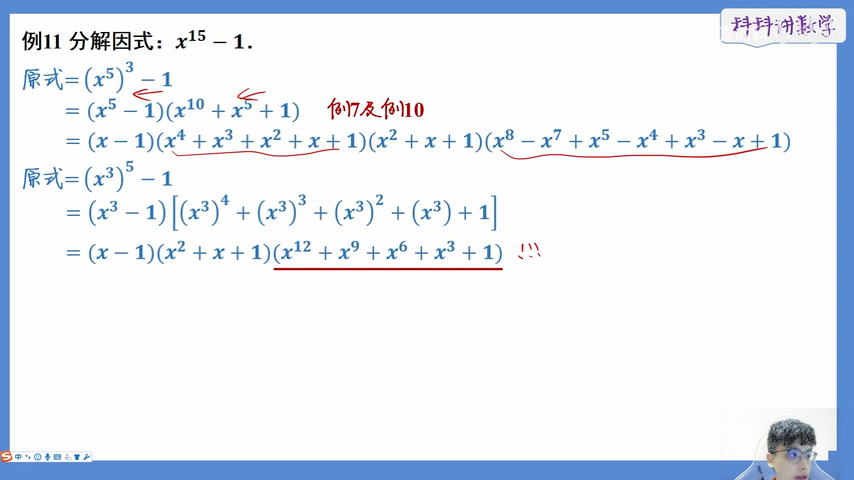 科科讲数学
例11 分解因式：x¹⁵ − 1.
原式 = (x⁵)³ − 1
= (x⁵ − 1)(x¹⁰ + x⁵ + 1) 例7及例10
= (x − 1)(x⁴ + x³ + x² + x + 1)(x² + x + 1)(x⁸ − x⁷ + x⁵ − x⁴ + x³ − x + 1)
原式 = (x³)⁵ − 1
= (x³ − 1)[(x³)⁴ + (x³)³ + (x³)² + (x³) + 1]
= (x − 1)(x² + x + 1)(x¹² + x⁹ + x⁶ + x³ + 1) !!!
中